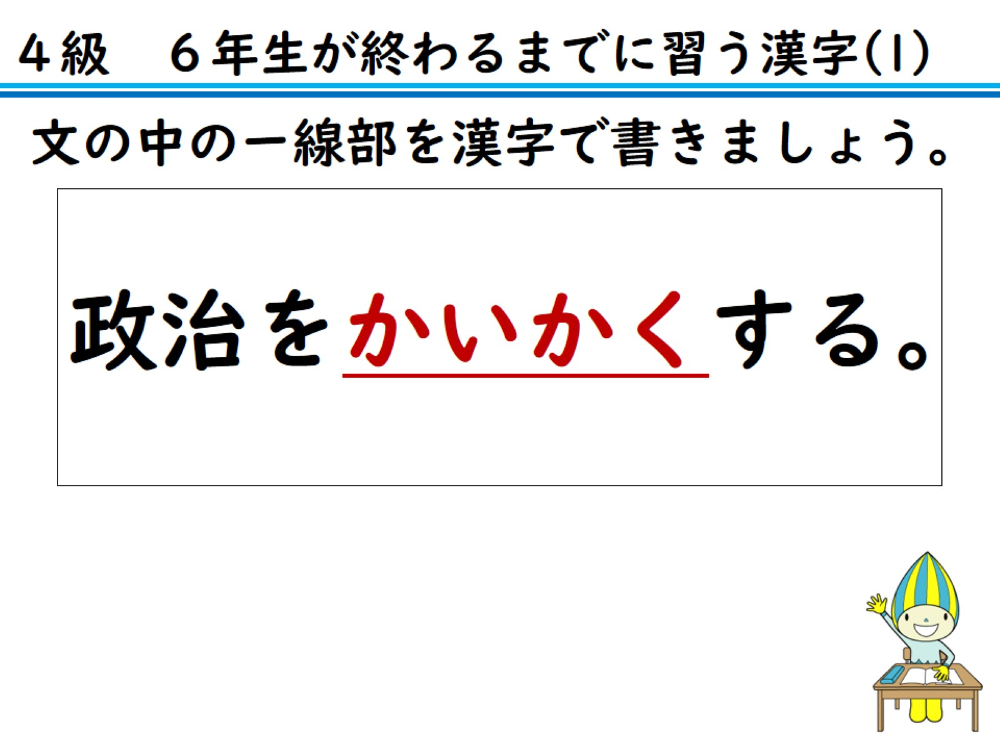 ４級　６年生が終わるまでに習う漢字(1)
文の中の一線部を漢字で書きましょう。
政治をかいかくする。